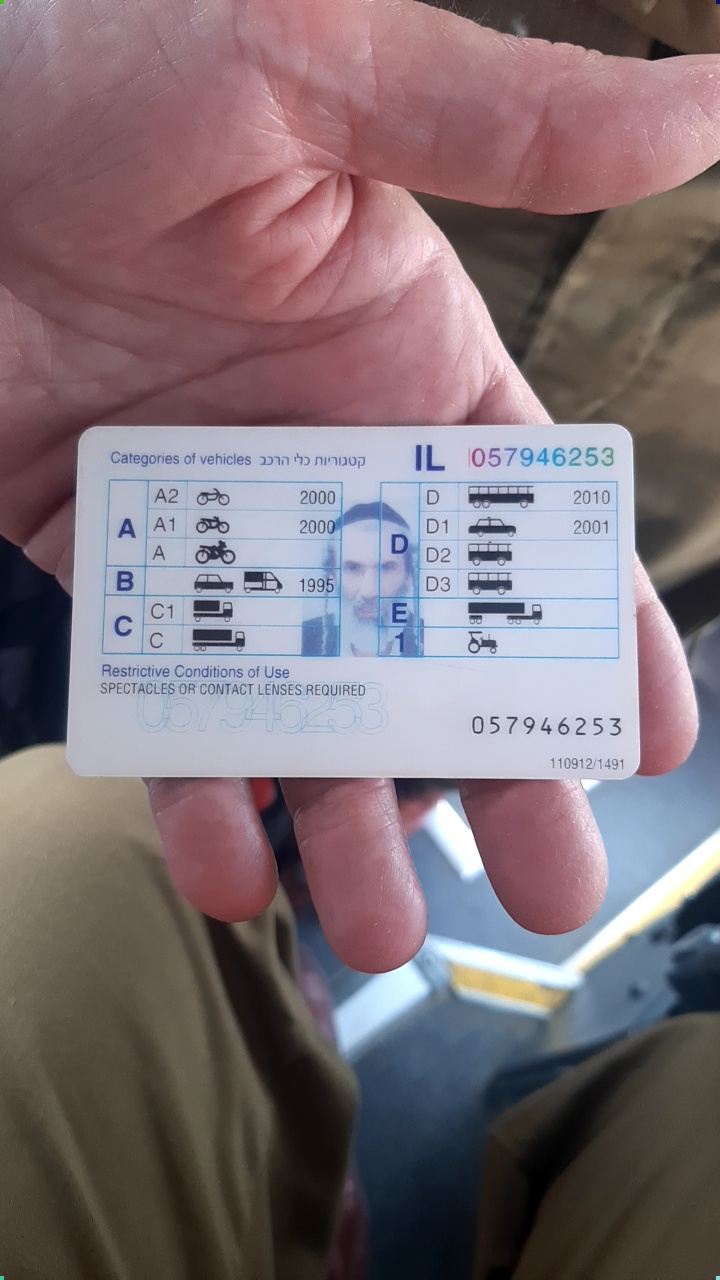 Categories of vehicles קטגוריות כלי הרכב IL 057946253
A2 2000
A A1 2000
A
B 1995
C C1
C
D 2010
D D1 2001
D2
D3
E
1
Restrictive Conditions of Use
SPECTACLES OR CONTACT LENSES REQUIRED
057945253
057946253
110912/1491